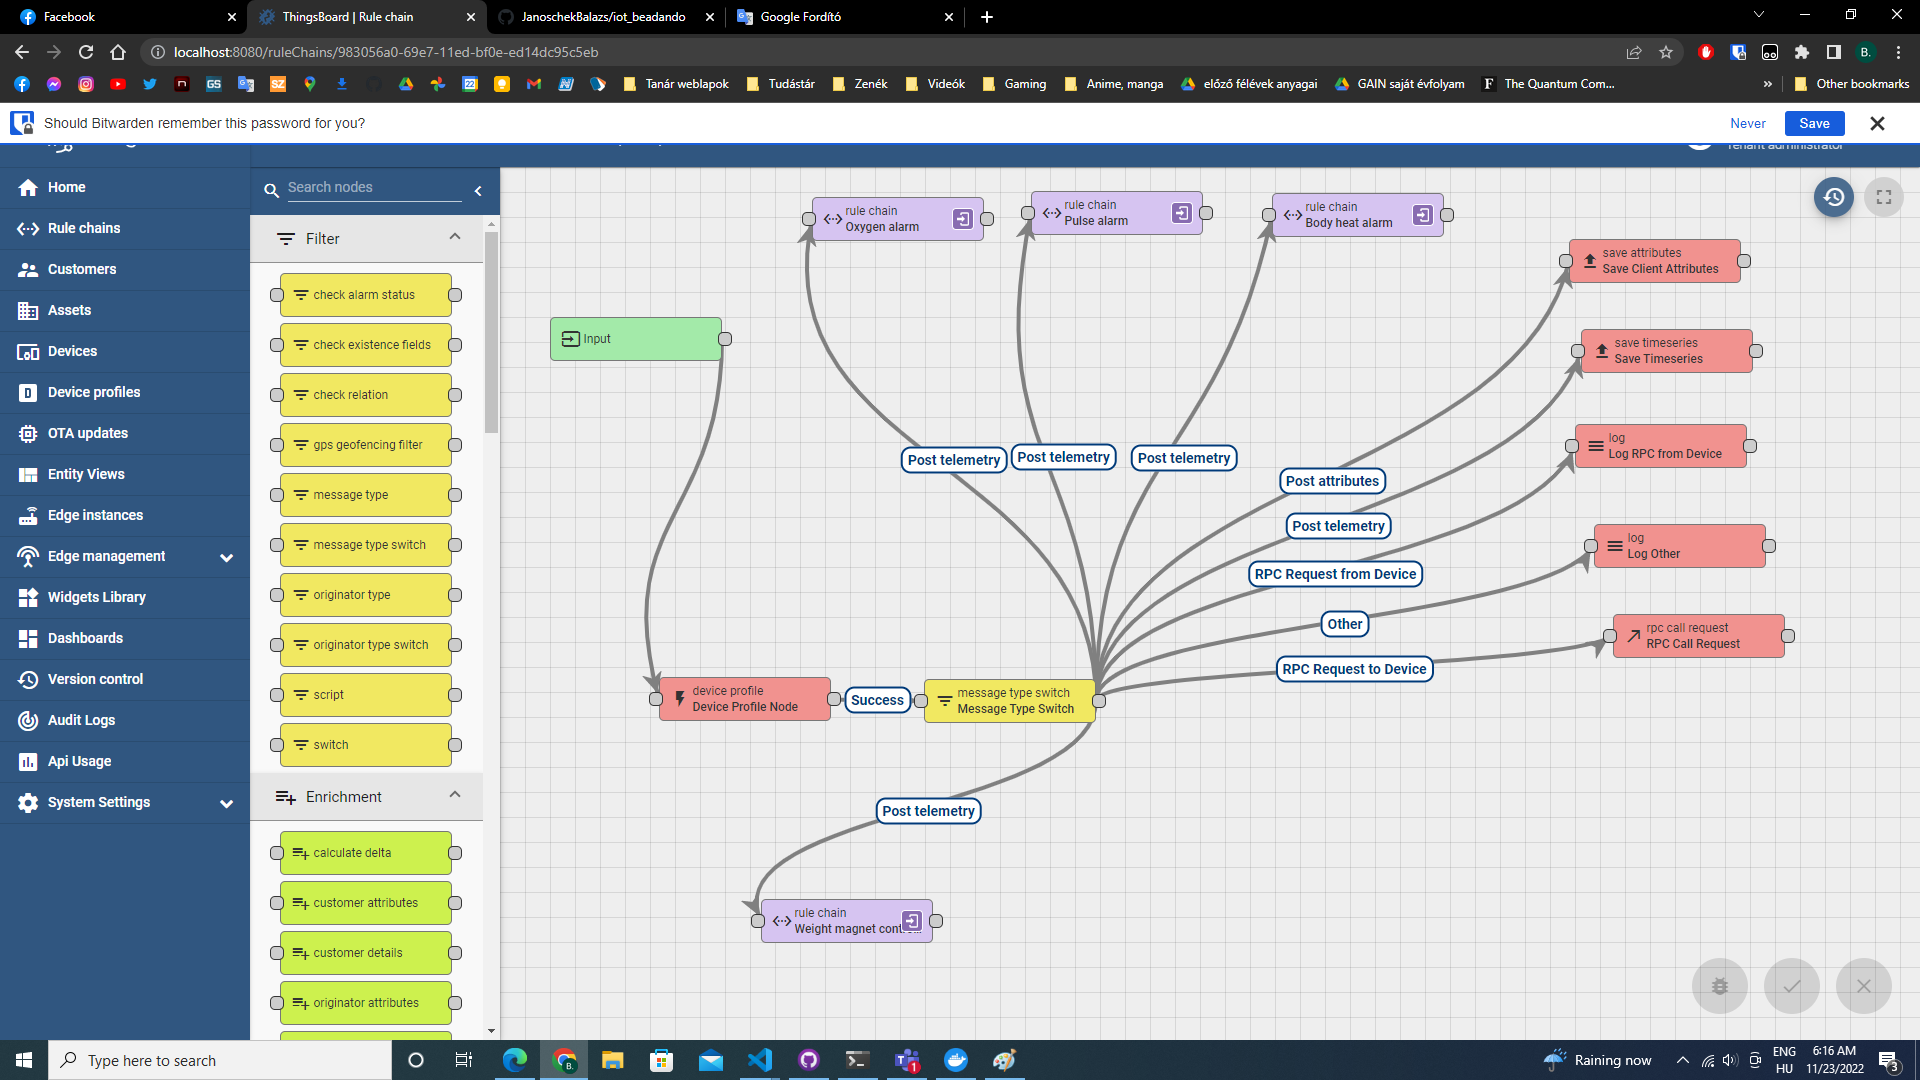 Facebook
ThingsBoard | Rule chain
JanoschekBalazs/iot_beadando
Google Fordító
localhost:8080/ruleChains/983056a0-69e7-11ed-bf0e-ed14dc95c5eb
B.
GS
SZ
22
Tanár weblapok
Tudástár
Zenék
Videók
Gaming
Anime, manga
előző félévek anyagai
GAIN saját évfolyam
The Quantum Com...
»
Other bookmarks
Should Bitwarden remember this password for you?
Never
Save
Tenant administrator
Home
Rule chains
Customers
Assets
Devices
Device profiles
OTA updates
Entity Views
Edge instances
Edge management
Widgets Library
Dashboards
Version control
Audit Logs
Api Usage
System Settings
Search nodes
Filter
check alarm status
check existence fields
check relation
gps geofencing filter
message type
message type switch
originator type
originator type switch
script
switch
Enrichment
calculate delta
customer attributes
customer details
originator attributes
rule chain
Oxygen alarm
rule chain
Pulse alarm
rule chain
Body heat alarm
save attributes
Save Client Attributes
Input
save timeseries
Save Timeseries
log
Log RPC from Device
Post telemetry
Post telemetry
Post telemetry
Post attributes
Post telemetry
log
Log Other
RPC Request from Device
Other
rpc call request
RPC Call Request
RPC Request to Device
device profile
Device Profile Node
Success
message type switch
Message Type Switch
Post telemetry
rule chain
Weight magnet cont
Type here to search
B.
1
Raining now
ENG
HU
6:16 AM
11/23/2022
3